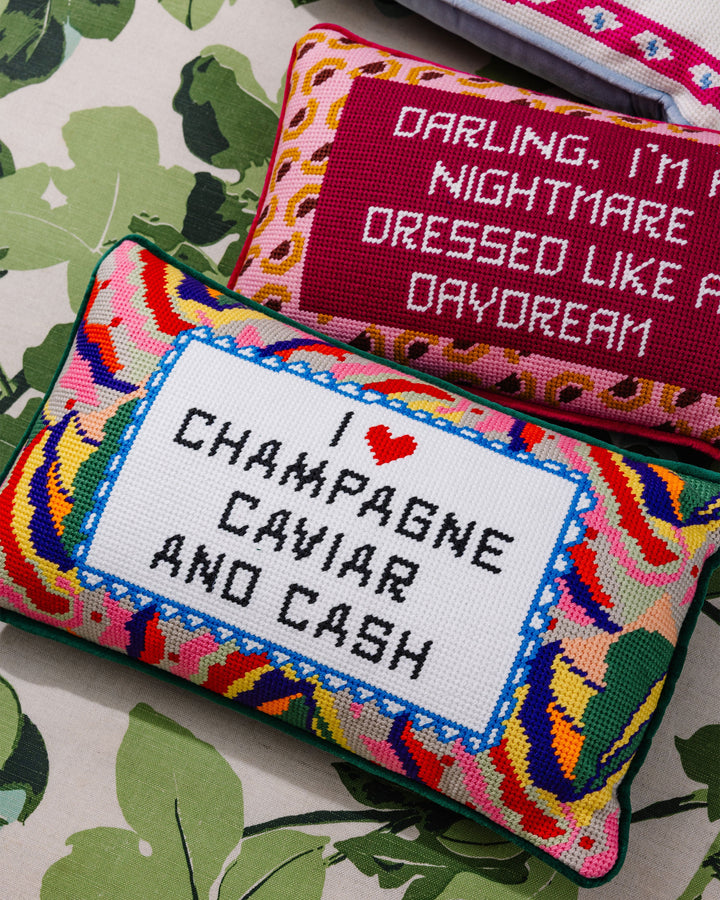 DARLING, I'M A
NIGHTMARE
DRESSED LIKE A
DAYDREAM
I ❤
CHAMPAGNE
CAVIAR
AND CASH